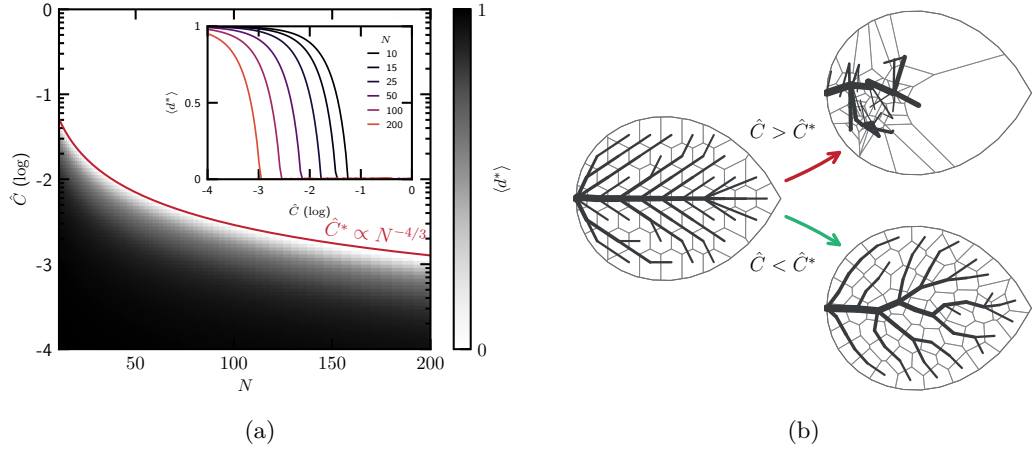 0
-1
-2
-3
-4
Ĉ (log)
50
100
150
200
N
Ĉ* ∝ N^{-4/3}
1
0.5
0
-4
-3
-2
-1
0
Ĉ (log)
⟨d*⟩
N
10
15
25
50
100
200
1
0
⟨d*⟩
(a)
Ĉ > Ĉ*
Ĉ < Ĉ*
(b)